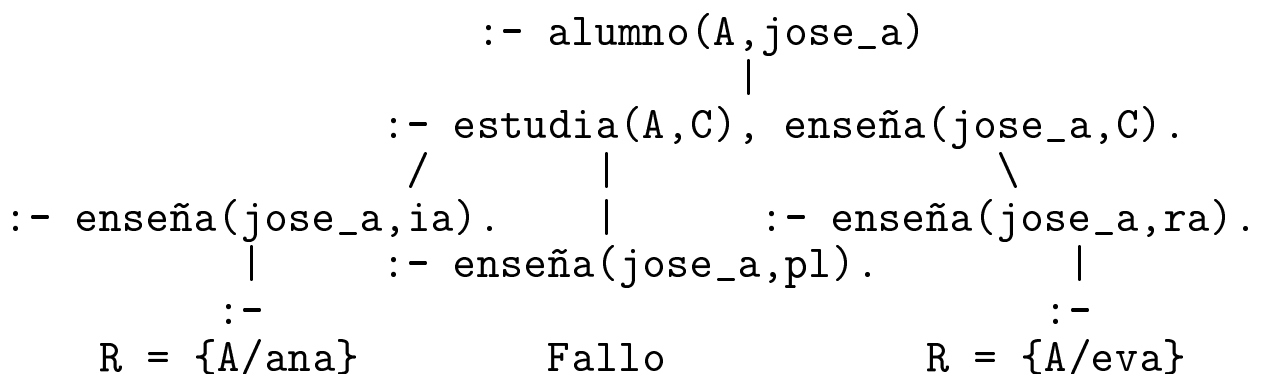 :- alumno(A,jose_a)
|
:- estudia(A,C), enseña(jose_a,C).
/ | \
:- enseña(jose_a,ia). | :- enseña(jose_a,ra).
| :- enseña(jose_a,pl). |
:- :-
R = {A/ana} Fallo R = {A/eva}